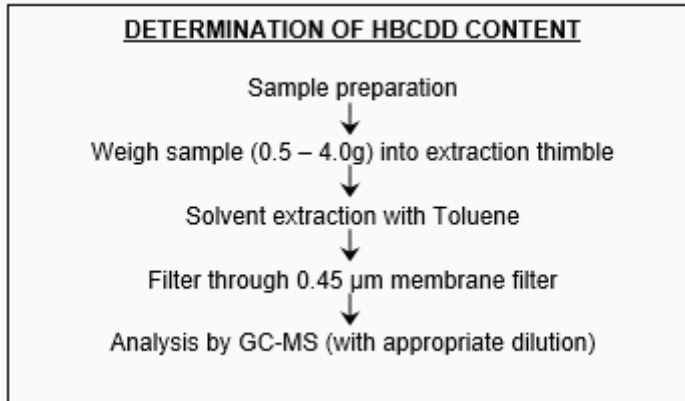 DETERMINATION OF HBCDD CONTENT
Sample preparation
Weigh sample (0.5 – 4.0g) into extraction thimble
Solvent extraction with Toluene
Filter through 0.45 µm membrane filter
Analysis by GC-MS (with appropriate dilution)